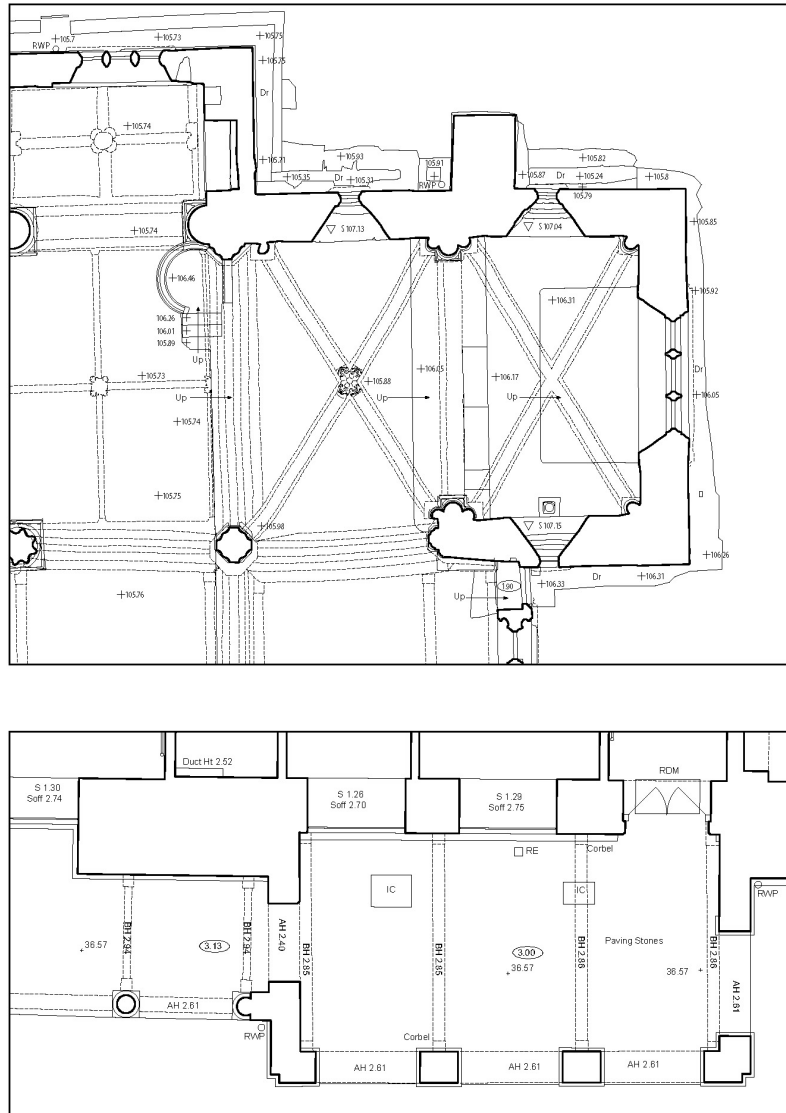 105.7
105.73
105.75
RWP
105.75
Dr
105.74
105.71
105.93
105.91
105.82
105.35
Dr
105.31
RWP
105.87
Dr
105.24
105.8
105.79
105.74
S 107.13
S 107.04
105.85
106.46
105.92
106.31
106.26
106.01
105.89
Up
105.73
105.88
106.05
106.17
Dr
Up
Up
Up
106.05
105.74
105.75
105.98
S 107.15
106.26
106.33
Dr
106.31
105.76
Up
1.90
Duct Ht 2.52
RDM
S 1.30
Soff 2.74
S 1.26
Soff 2.70
S 1.29
Soff 2.75
RE
Corbel
IC
IC
RWP
36.57
BH 2.94
3.13
BH 2.94
AH 2.40
BH 2.85
BH 2.85
3.00
36.57
BH 2.86
Paving Stones
36.57
BH 2.86
AH 2.61
AH 2.61
RWP
Corbel
AH 2.61
AH 2.61
AH 2.61